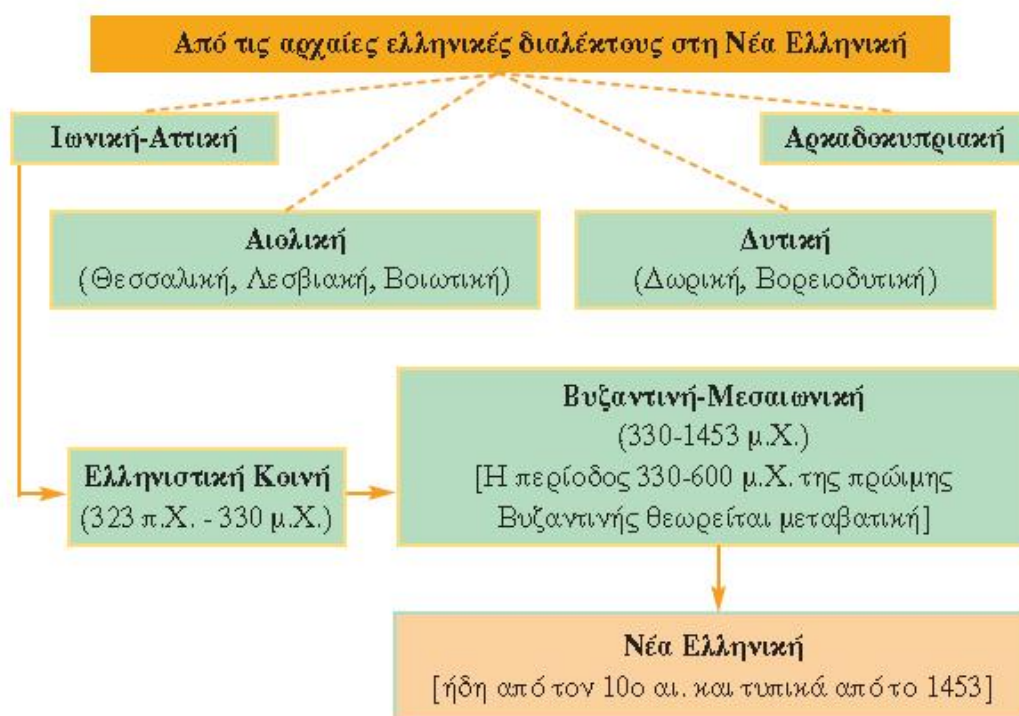 Από τις αρχαίες ελληνικές διαλέκτους στη Νέα Ελληνική
Ιωνική-Αττική
Αρκαδοκυπριακή
Αιολική
(Θεσσαλική, Λεσβιακή, Βοιωτική)
Δυτική
(Δωρική, Βορειοδυτική)
Ελληνιστική Κοινή
(323 π.Χ. - 330 μ.Χ.)
Βυζαντινή-Μεσαιωνική
(330-1453 μ.Χ.)
[Η περίοδος 330-600 μ.Χ. της πρώιμης
Βυζαντινής θεωρείται μεταβατική]
Νέα Ελληνική
[ήδη από τον 10ο αι. και τυπικά από το 1453]